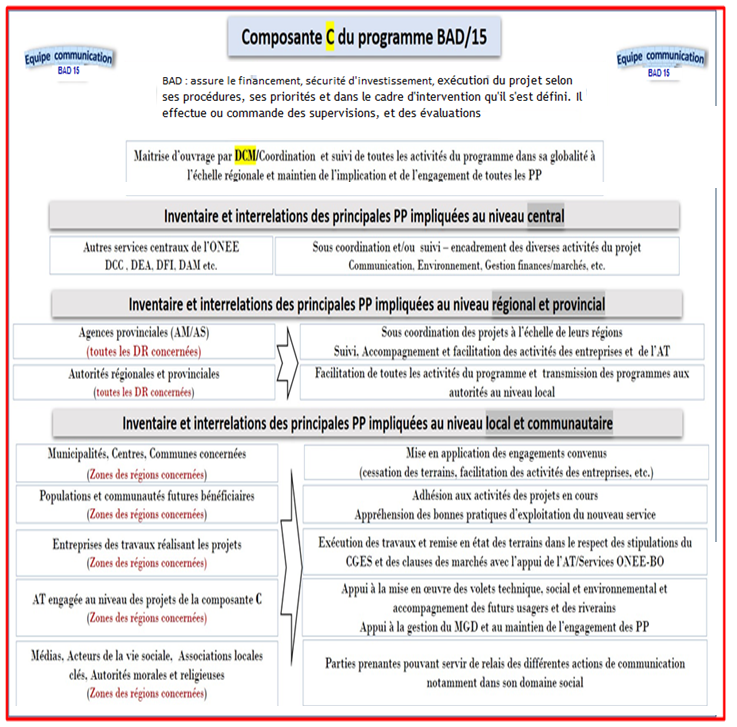 Composante C du programme BAD/15
Equipe communication
BAD 15
Equipe communication
BAD 15
BAD : assure le financement, sécurité d'investissement, exécution du projet selon
ses procédures, ses priorités et dans le cadre d'intervention qu'il s'est défini. Il
effectue ou commande des supervisions, et des évaluations
Maitrise d'ouvrage par DCM/Coordination et suivi de toutes les activités du programme dans sa globalité à
l'échelle régionale et maintien de l'implication et de l'engagement de toutes les PP
Inventaire et interrelations des principales PP impliquées au niveau central
Autres services centraux de l'ONEE
DCC, DEA, DFI, DAM etc.
Sous coordination et/ou suivi – encadrement des diverses activités du projet
Communication, Environnement, Gestion finances/marchés, etc.
Inventaire et interrelations des principales PP impliquées au niveau régional et provincial
Agences provinciales (AM/AS)
(toutes les DR concernées)
Sous coordination des projets à l'échelle de leurs régions
Suivi, Accompagnement et facilitation des activités des entreprises et de l'AT
Autorités régionales et provinciales
(toutes les DR concernées)
Facilitation de toutes les activités du programme et transmission des programmes aux
autorités au niveau local
Inventaire et interrelations des principales PP impliquées au niveau local et communautaire
Municipalités, Centres, Communes concernées
(Zones des régions concernées)
Mise en application des engagements convenus
(cessation des terrains, facilitation des activités des entreprises, etc.)
Populations et communautés futures bénéficiaires
(Zones des régions concernées)
Adhésion aux activités des projets en cours
Appréhension des bonnes pratiques d'exploitation du nouveau service
Entreprises des travaux réalisant les projets
(Zones des régions concernées)
Exécution des travaux et remise en état des terrains dans le respect des stipulations du
CGES et des clauses des marchés avec l'appui de l'AT/Services ONEE-BO
AT engagée au niveau des projets de la composante C
(Zones des régions concernées)
Appui à la mise en œuvre des volets technique, social et environnemental et
accompagnement des futurs usagers et des riverains
Appui à la gestion du MGD et au maintien de l'engagement des PP
Médias, Acteurs de la vie sociale, Associations locales
clés, Autorités morales et religieuses
(Zones des régions concernées)
Parties prenantes pouvant servir de relais des différentes actions de communication
notamment dans son domaine social